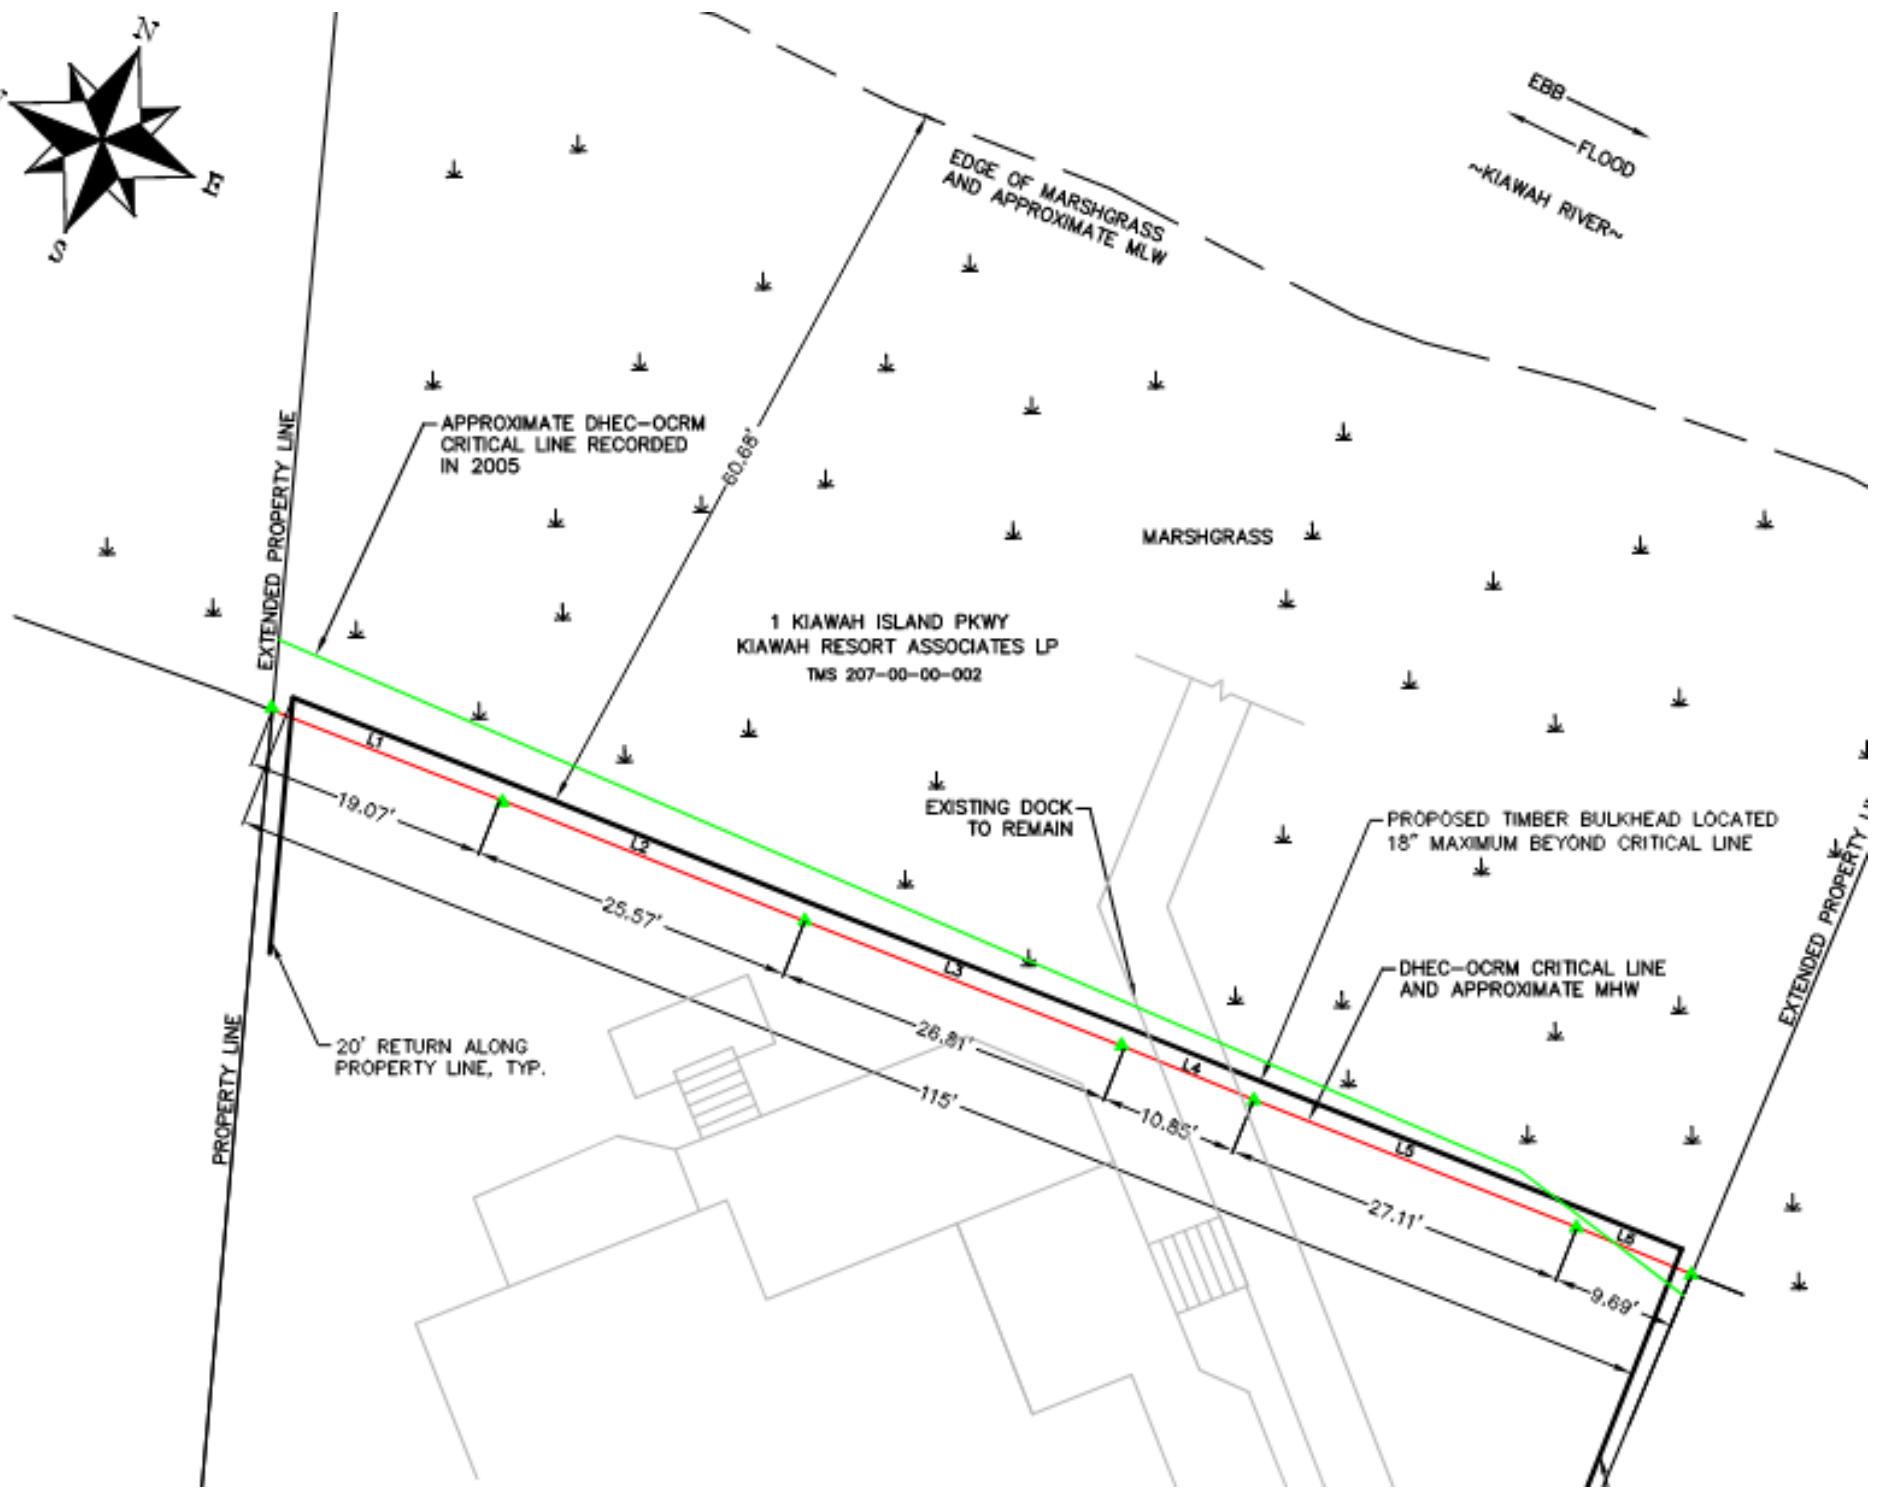 N
E
S
EBB
FLOOD
~KIAWAH RIVER~
EDGE OF MARSHGRASS
AND APPROXIMATE MLW
APPROXIMATE DHEC-OCRM
CRITICAL LINE RECORDED
IN 2005
EXTENDED PROPERTY LINE
60.68'
MARSHGRASS
1 KIAWAH ISLAND PKWY
KIAWAH RESORT ASSOCIATES LP
TMS 207-00-00-002
L1
19.07'
L2
25.57'
EXISTING DOCK
TO REMAIN
PROPOSED TIMBER BULKHEAD LOCATED
18" MAXIMUM BEYOND CRITICAL LINE
EXTENDED PROPERTY
L3
26.81'
DHEC-OCRM CRITICAL LINE
AND APPROXIMATE MHW
20' RETURN ALONG
PROPERTY LINE, TYP.
PROPERTY LINE
115'
L4
10.85'
L5
27.11'
L6
9.69'